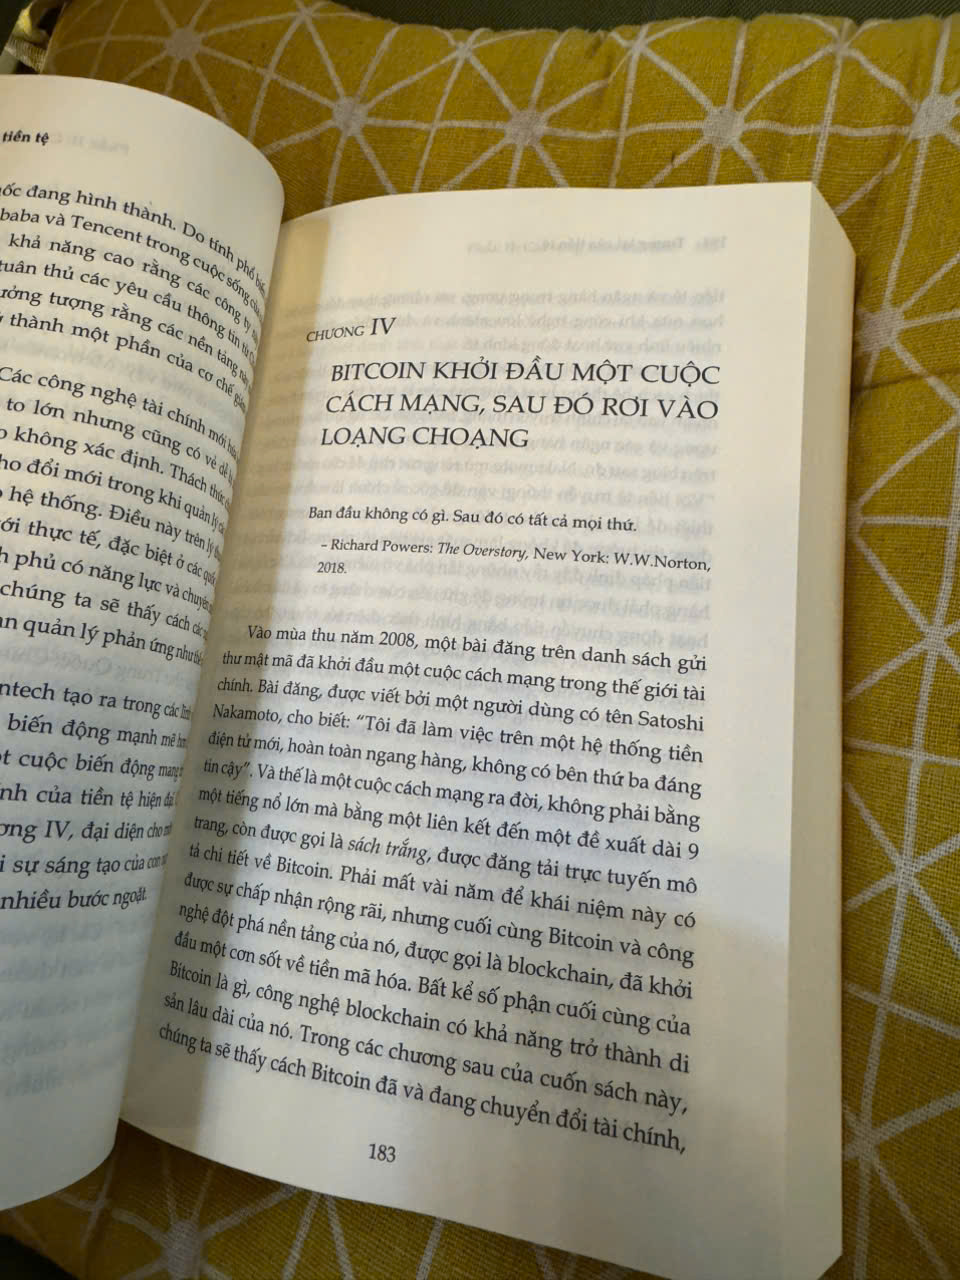 tiền tệ
đang hình thành. Do tính phổ
và Tencent trong cuộc sống
khả năng cao rằng các công ty
tuân thủ các yêu cầu thông tin từ
tượng rằng các nền tảng này
thành một phần của cơ chế
Các công nghệ tài chính mới
to lớn nhưng cũng có vẻ dễ
không xác định. Thách thức
đổi mới trong khi quản lý
hệ thống. Điều này trên lý
thực tế, đặc biệt ở các
phủ có năng lực và
chúng ta sẽ thấy cách các
quản lý phản ứng như
tạo ra trong các
biến động mạnh mẽ
cuộc biến động mang
của tiền tệ hiện đại
IV, đại diện cho
sự sáng tạo của con
nhiều bước ngoặt.
CHƯƠNG IV
BITCOIN KHỞI ĐẦU MỘT CUỘC
CÁCH MẠNG, SAU ĐÓ RƠI VÀO
LOẠNG CHOẠNG
Ban đầu không có gì. Sau đó có tất cả mọi thứ.
– Richard Powers: The Overstory, New York: W.W.Norton,
2018.
Vào mùa thu năm 2008, một bài đăng trên danh sách gửi
thư mật mã đã khởi đầu một cuộc cách mạng trong thế giới tài
chính. Bài đăng, được viết bởi một người dùng có tên Satoshi
Nakamoto, cho biết: “Tôi đã làm việc trên một hệ thống tiền
điện tử mới, hoàn toàn ngang hàng, không có bên thứ ba đáng
tin cậy”. Và thế là một cuộc cách mạng ra đời, không phải bằng
một tiếng nổ lớn mà bằng một liên kết đến một đề xuất dài 9
trang, còn được gọi là sách trắng, được đăng tải trực tuyến mô
tả chi tiết về Bitcoin. Phải mất vài năm để khái niệm này có
được sự chấp nhận rộng rãi, nhưng cuối cùng Bitcoin và công
nghệ đột phá nền tảng của nó, được gọi là blockchain, đã khởi
đầu một cơn sốt về tiền mã hóa. Bất kể số phận cuối cùng của
Bitcoin là gì, công nghệ blockchain có khả năng trở thành di
sản lâu dài của nó. Trong các chương sau của cuốn sách này,
chúng ta sẽ thấy cách Bitcoin đã và đang chuyển đổi tài chính,
183